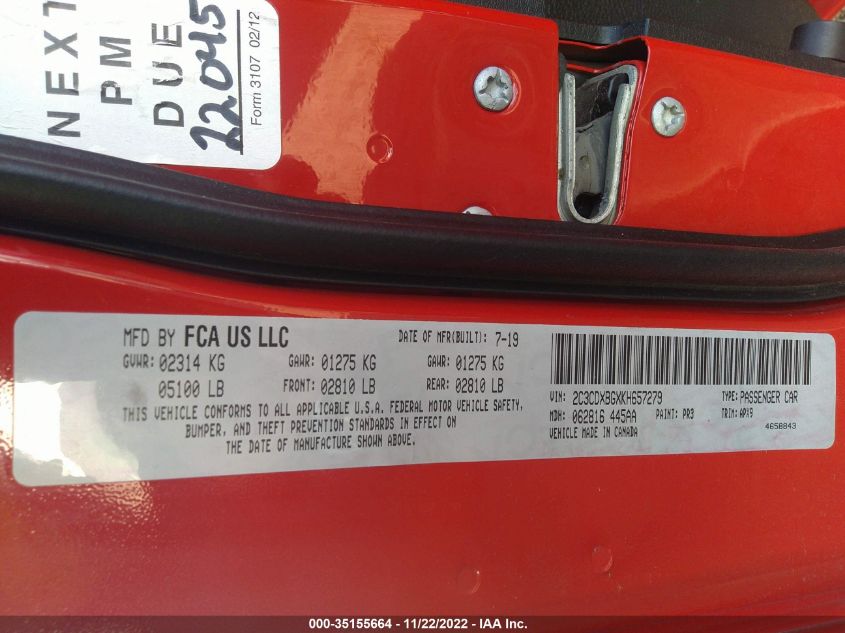 NEXT
PM
DUE
22045
Form 3107 02/12
MFD BY FCA US LLC
DATE OF MFR(BUILT): 7-19
GVWR: 02314 KG GAWR: 01275 KG GAWR: 01275 KG
05100 LB FRONT: 02810 LB REAR: 02810 LB
THIS VEHICLE CONFORMS TO ALL APPLICABLE U.S.A. FEDERAL MOTOR VEHICLE SAFETY,
BUMPER, AND THEFT PREVENTION STANDARDS IN EFFECT ON
THE DATE OF MANUFACTURE SHOWN ABOVE.
VIN: 2C3CDXBGXKH657279 TYPE: PASSENGER CAR
MDH: 062816 445AA PAINT: PR3 TRIM: APX9
VEHICLE MADE IN CANADA 4658843
000-35155664 - 11/22/2022 - IAA Inc.